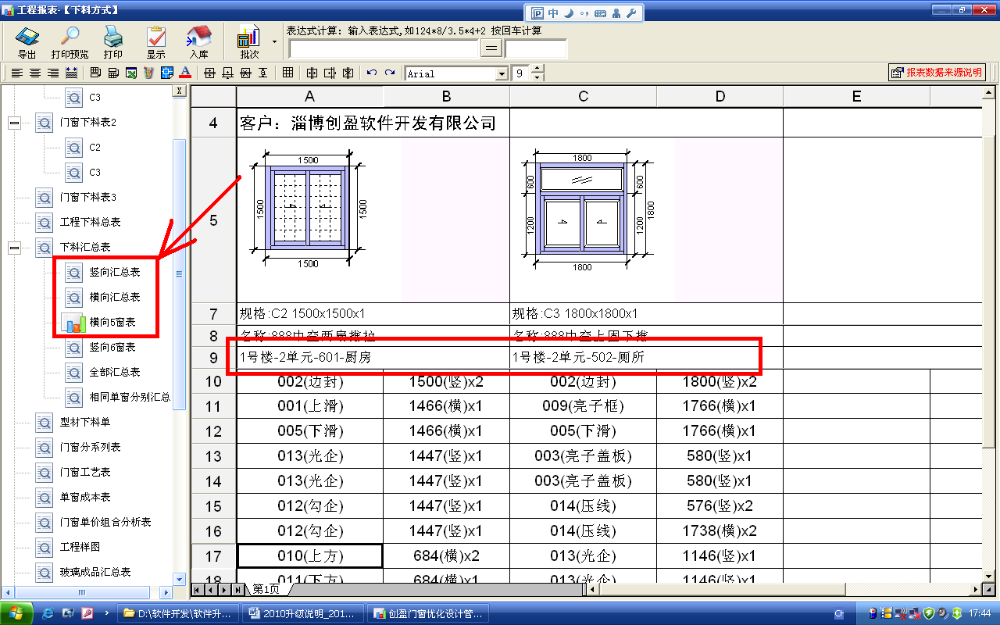 工程报表-【下料方式】
中
导出
打印预览
打印
显示
入库
批次
表达式计算: 输入表达式,如124*8/3.5*4+2 按回车计算
=
Arial
9
报表数据来源说明
X
C3
门窗下料表2
C2
C3
门窗下料表3
工程下料总表
下料汇总表
竖向汇总表
横向汇总表
横向5窗表
竖向6窗表
全部汇总表
相同单窗分别汇总
型材下料单
门窗分系列表
门窗工艺表
单窗成本表
门窗单价组合分析表
工程样图
玻璃成品汇总表
A B C D E
4 客户: 淄博创盈软件开发有限公司
5
1500
1500
1500
1500
1800
600
1200
600
1200
1800
1800
7 规格:C2 1500x1500x1 规格:C3 1800x1800x1
8 名称:888中空两扇推拉 名称:888中空上固下推
9 1号楼-2单元-601-厨房 1号楼-2单元-502-厕所
10 002(边封) 1500(竖)x2 002(边封) 1800(竖)x2
11 001(上滑) 1466(横)x1 009(亮子框) 1766(横)x1
12 005(下滑) 1466(横)x1 005(下滑) 1766(横)x1
13 013(光企) 1447(竖)x1 003(亮子盖板) 580(竖)x1
14 013(光企) 1447(竖)x1 003(亮子盖板) 580(竖)x1
15 012(勾企) 1447(竖)x1 014(压线) 576(竖)x2
16 012(勾企) 1447(竖)x1 014(压线) 1738(横)x2
17 010(上方) 684(横)x2 013(光企) 1146(竖)x1
18 011(下方) 684(横)x1 013(光企) 1146(竖)x1
第1页
D:\软件开发\软件升...
2010升级说明_201...
创盈门窗优化设计管...
CH
17:44